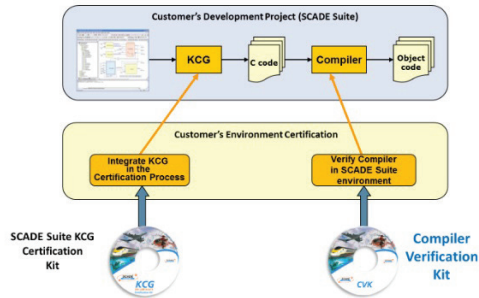 Customer's Development Project (SCADE Suite)
KCG
C code
Compiler
Object
code
Customer's Environment Certification
Integrate KCG
in the
Certification Process
Verify Compiler
in SCADE Suite
environment
SCADE Suite KCG
Certification
Kit
KCG
CVK
Compiler
Verification
Kit